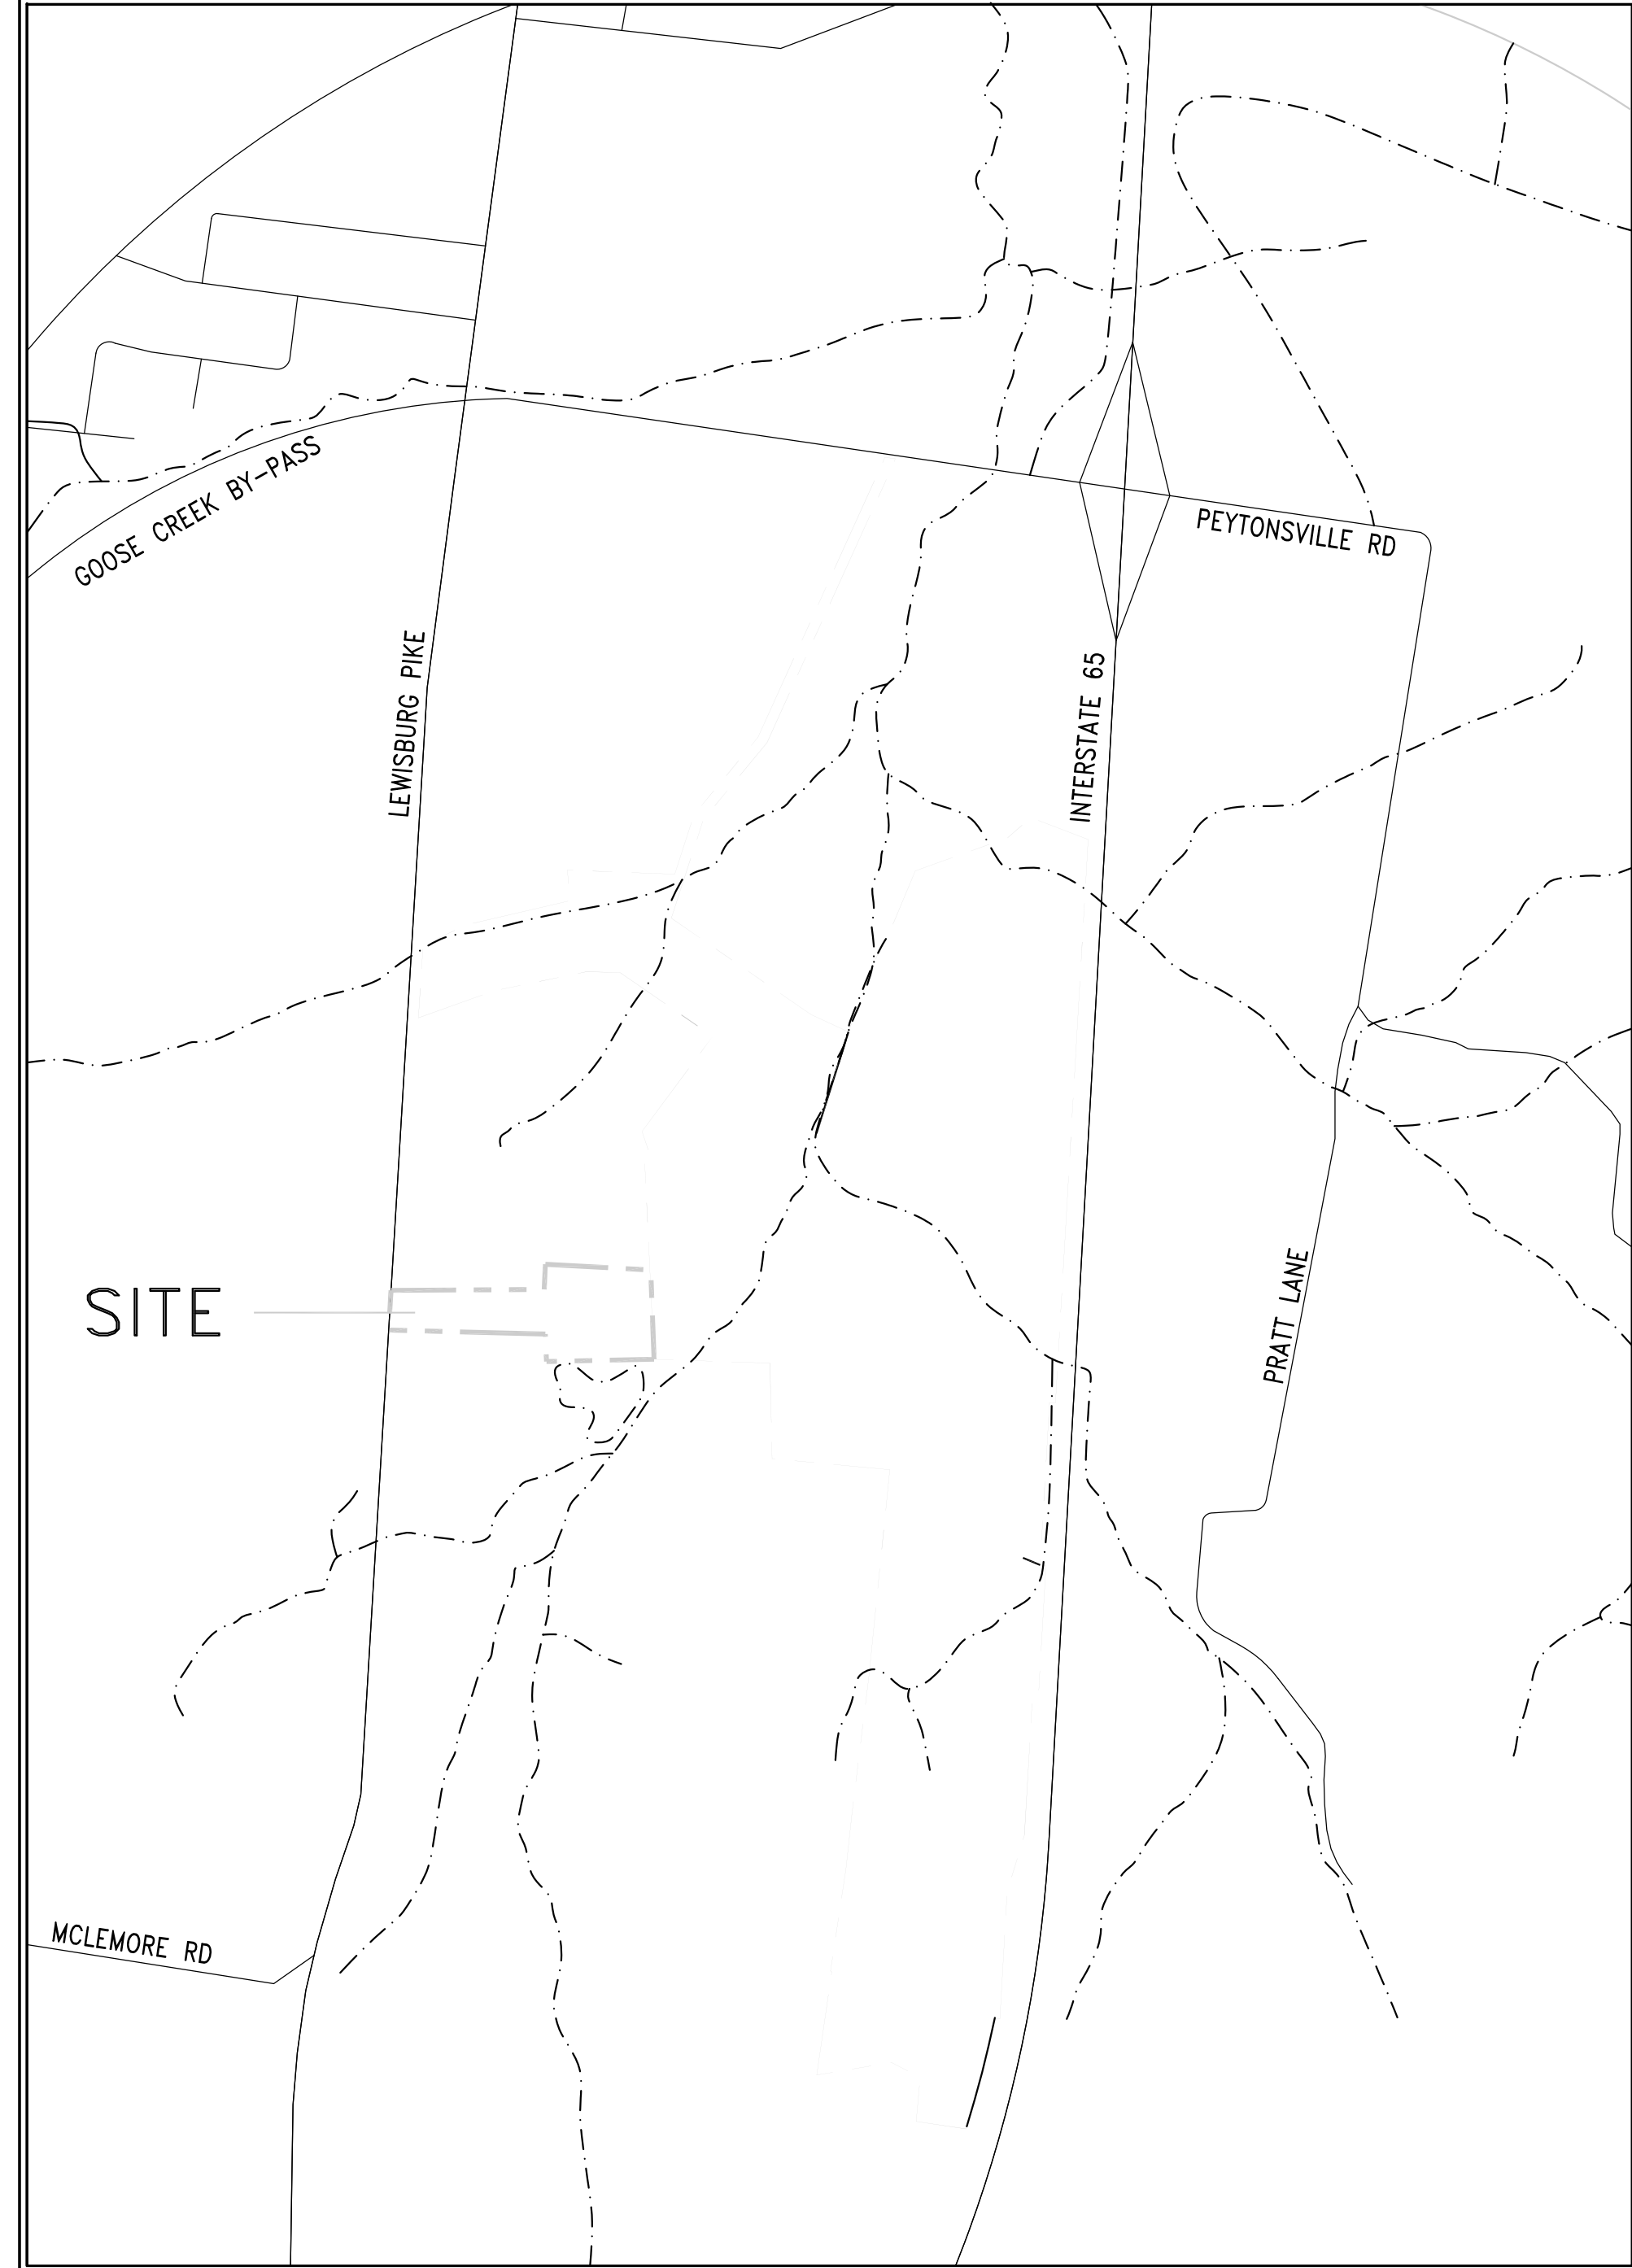 GOOSE CREEK BY-PASS
PEYTONSVILLE RD
LEWISBURG PIKE
INTERSTATE 65
SITE
PRATT LANE
MCLEMORE RD